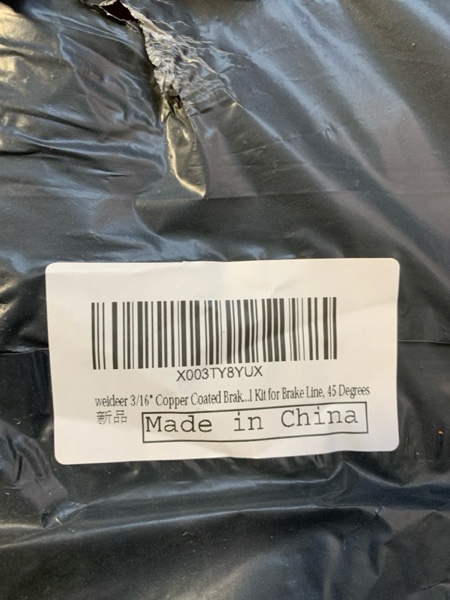 X003TY8YUX
weideer 3/16" Copper Coated Brak...l Kit for Brake Line, 45 Degrees
新品
Made in China